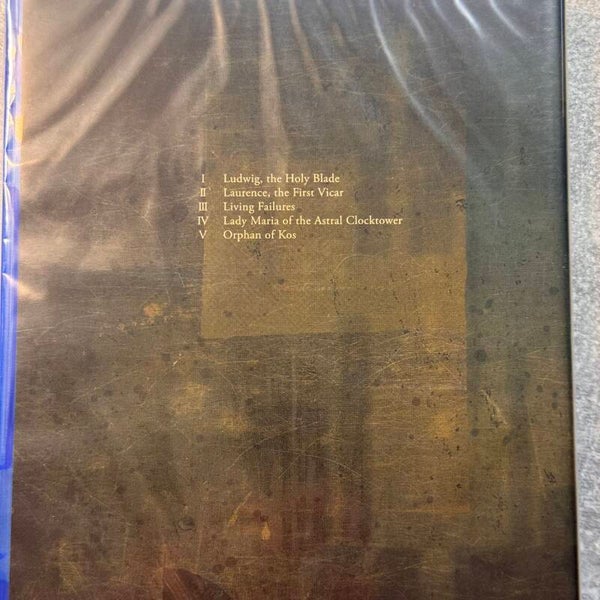 I Ludwig, the Holy Blade
II Laurence, the First Vicar
III Living Failures
IV Lady Maria of the Astral Clocktower
V Orphan of Kos